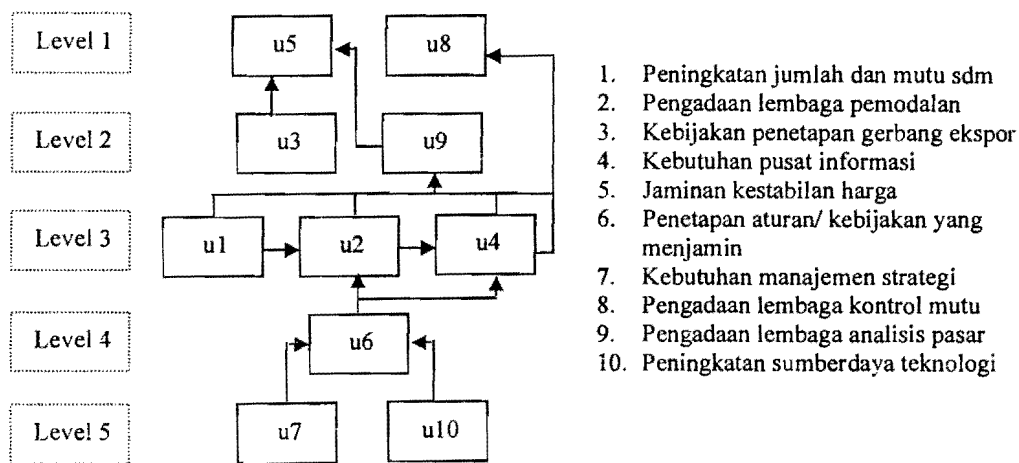 Level 1
u5
u8
Level 2
u3
u9
Level 3
u1
u2
u4
Level 4
u6
Level 5
u7
u10
1. Peningkatan jumlah dan mutu sdm
2. Pengadaan lembaga pemodalan
3. Kebijakan penetapan gerbang ekspor
4. Kebutuhan pusat informasi
5. Jaminan kestabilan harga
6. Penetapan aturan/ kebijakan yang
menjamin
7. Kebutuhan manajemen strategi
8. Pengadaan lembaga kontrol mutu
9. Pengadaan lembaga analisis pasar
10. Peningkatan sumberdaya teknologi